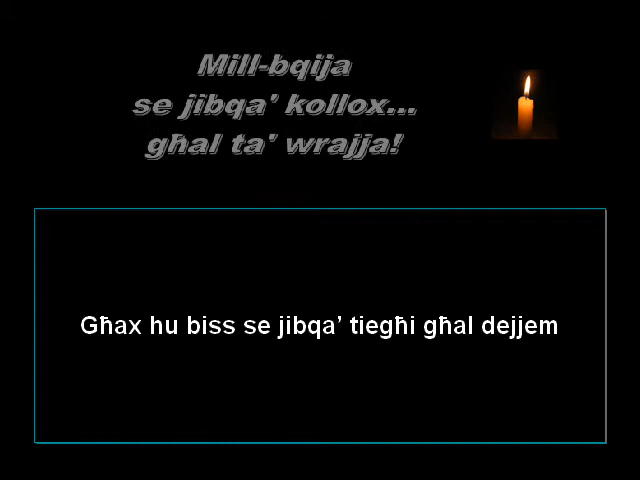 Mill-bqija
se jibqa' kollox...
għal ta' wrajja!
Għax hu biss se jibqa’ tiegħi għal dejjem